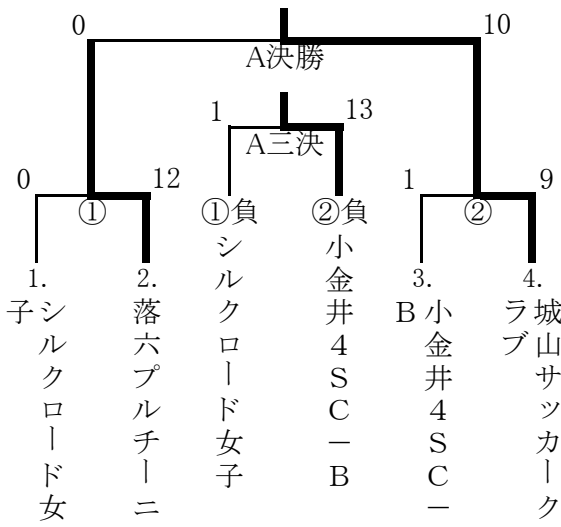 0
10
A決勝
1
13
A三決
0
12
①負
②負
1
9
①
②
1.
シルクロード女
子
2.
落六プルチーニ
シルクロード女子
小金井4SC-B
3.
小金井4SC-
B
4.
城山サッカーク
ラブ